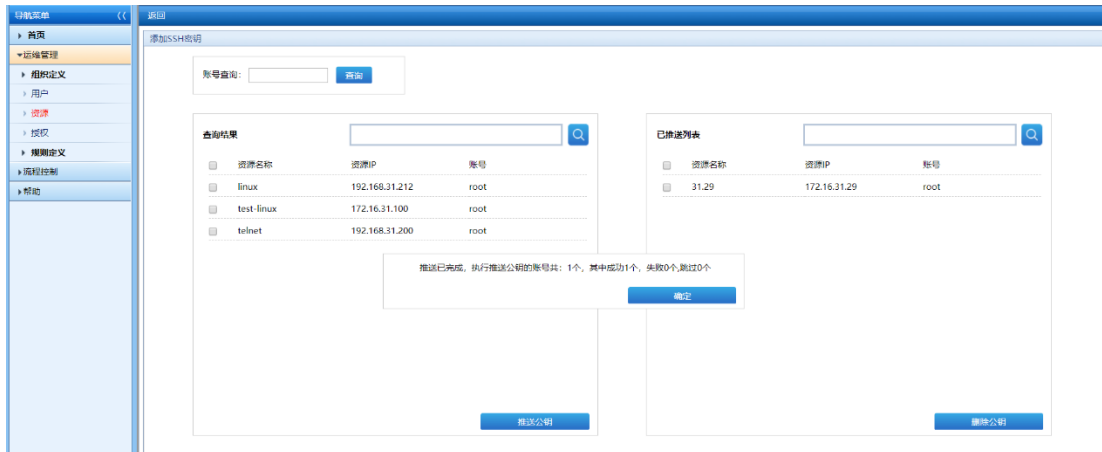 导航菜单 <<
返回
首页
添加SSH密钥
运维管理
组织定义
用户
资源
授权
规则定义
流程控制
帮助
账号查询: 查询
查询结果
资源名称 资源IP 账号
linux 192.168.31.212 root
test-linux 172.16.31.100 root
telnet 192.168.31.200 root
推送公钥
已推送列表
资源名称 资源IP 账号
31.29 172.16.31.29 root
删除公钥
推送已完成，执行推送公钥的账号共：1个，其中成功1个，失败0个,跳过0个
确定